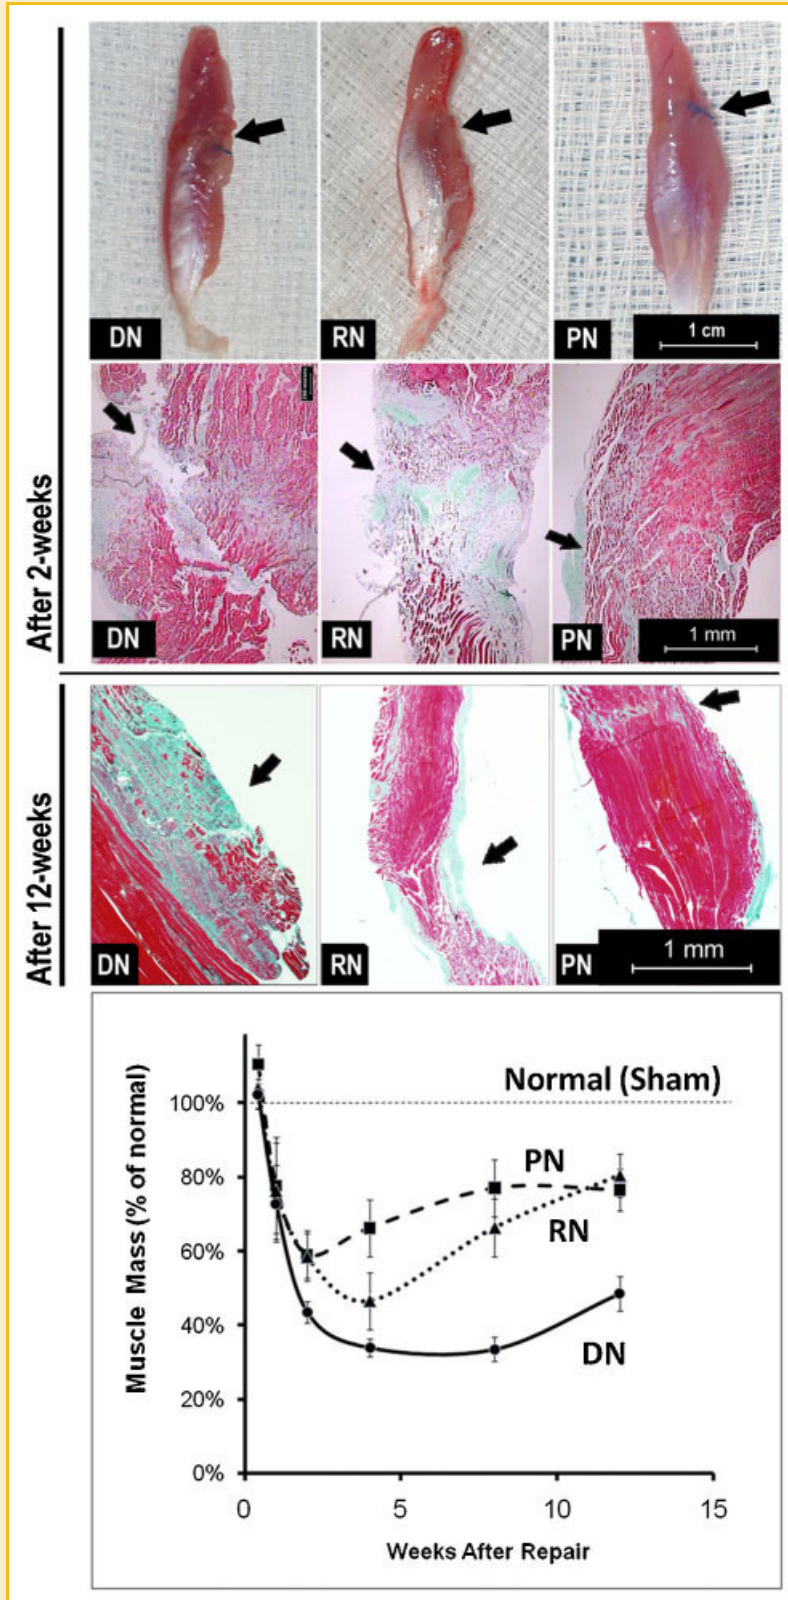 After 2-weeks
DN
RN
PN
1 cm
DN
RN
PN
1 mm
After 12-weeks
DN
RN
PN
1 mm
Muscle Mass (% of normal)
100%
80%
60%
40%
20%
0%
Normal (Sham)
PN
RN
DN
0
5
10
15
Weeks After Repair